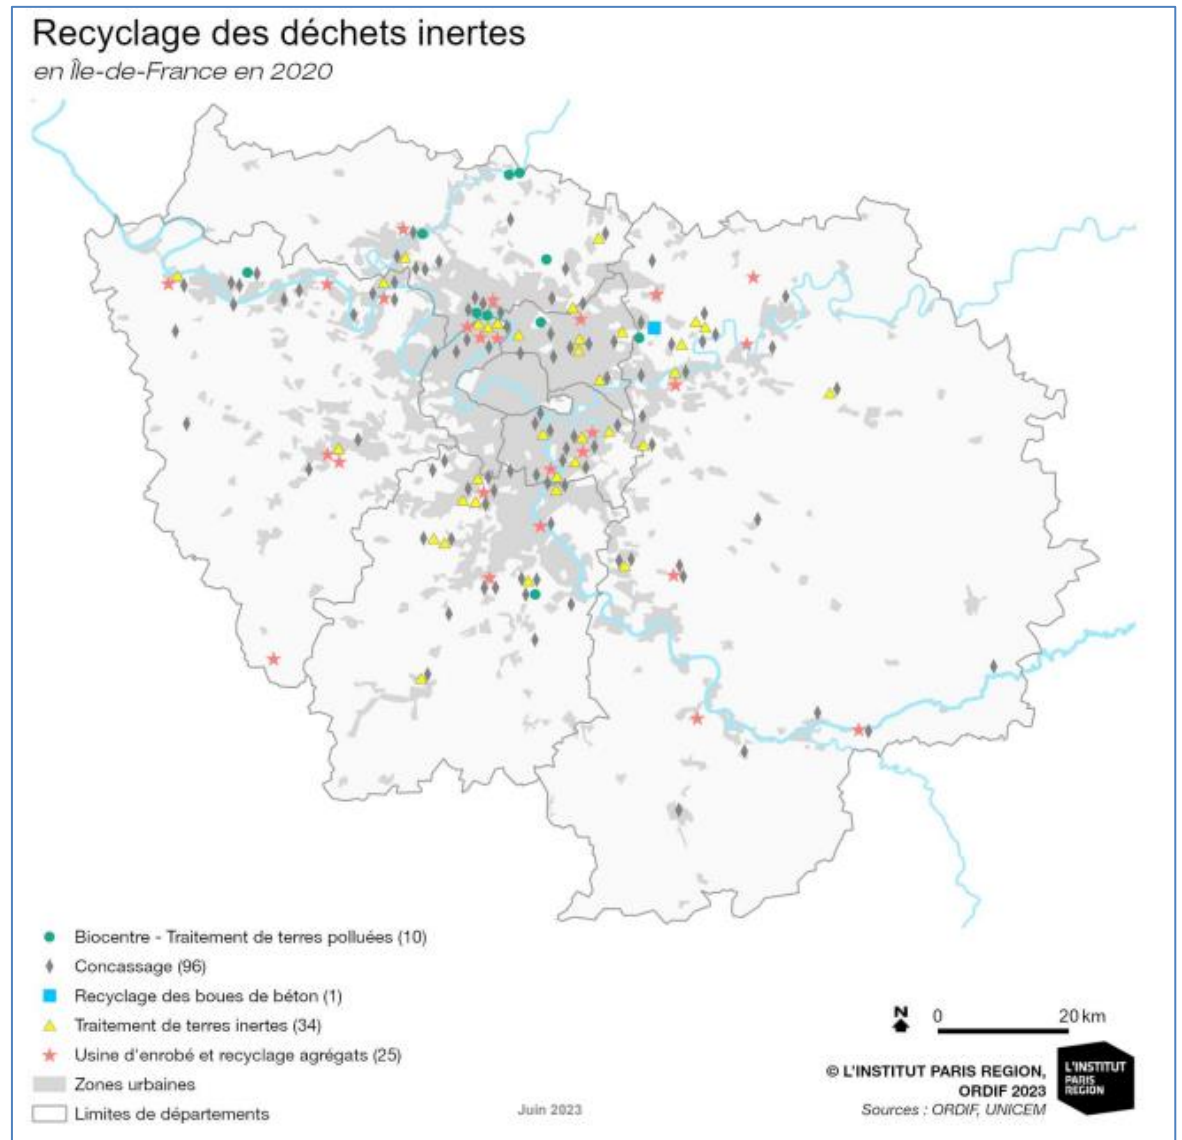 Recyclage des déchets inertes
en Île-de-France en 2020
Biocentre - Traitement de terres polluées (10)
Concassage (96)
Recyclage des boues de béton (1)
Traitement de terres inertes (34)
Usine d'enrobé et recyclage agrégats (25)
Zones urbaines
Limites de départements
Juin 2023
N
0 20 km
© L'INSTITUT PARIS REGION,
ORDIF 2023
Sources : ORDIF, UNICEM
L'INSTITUT
PARIS
REGION